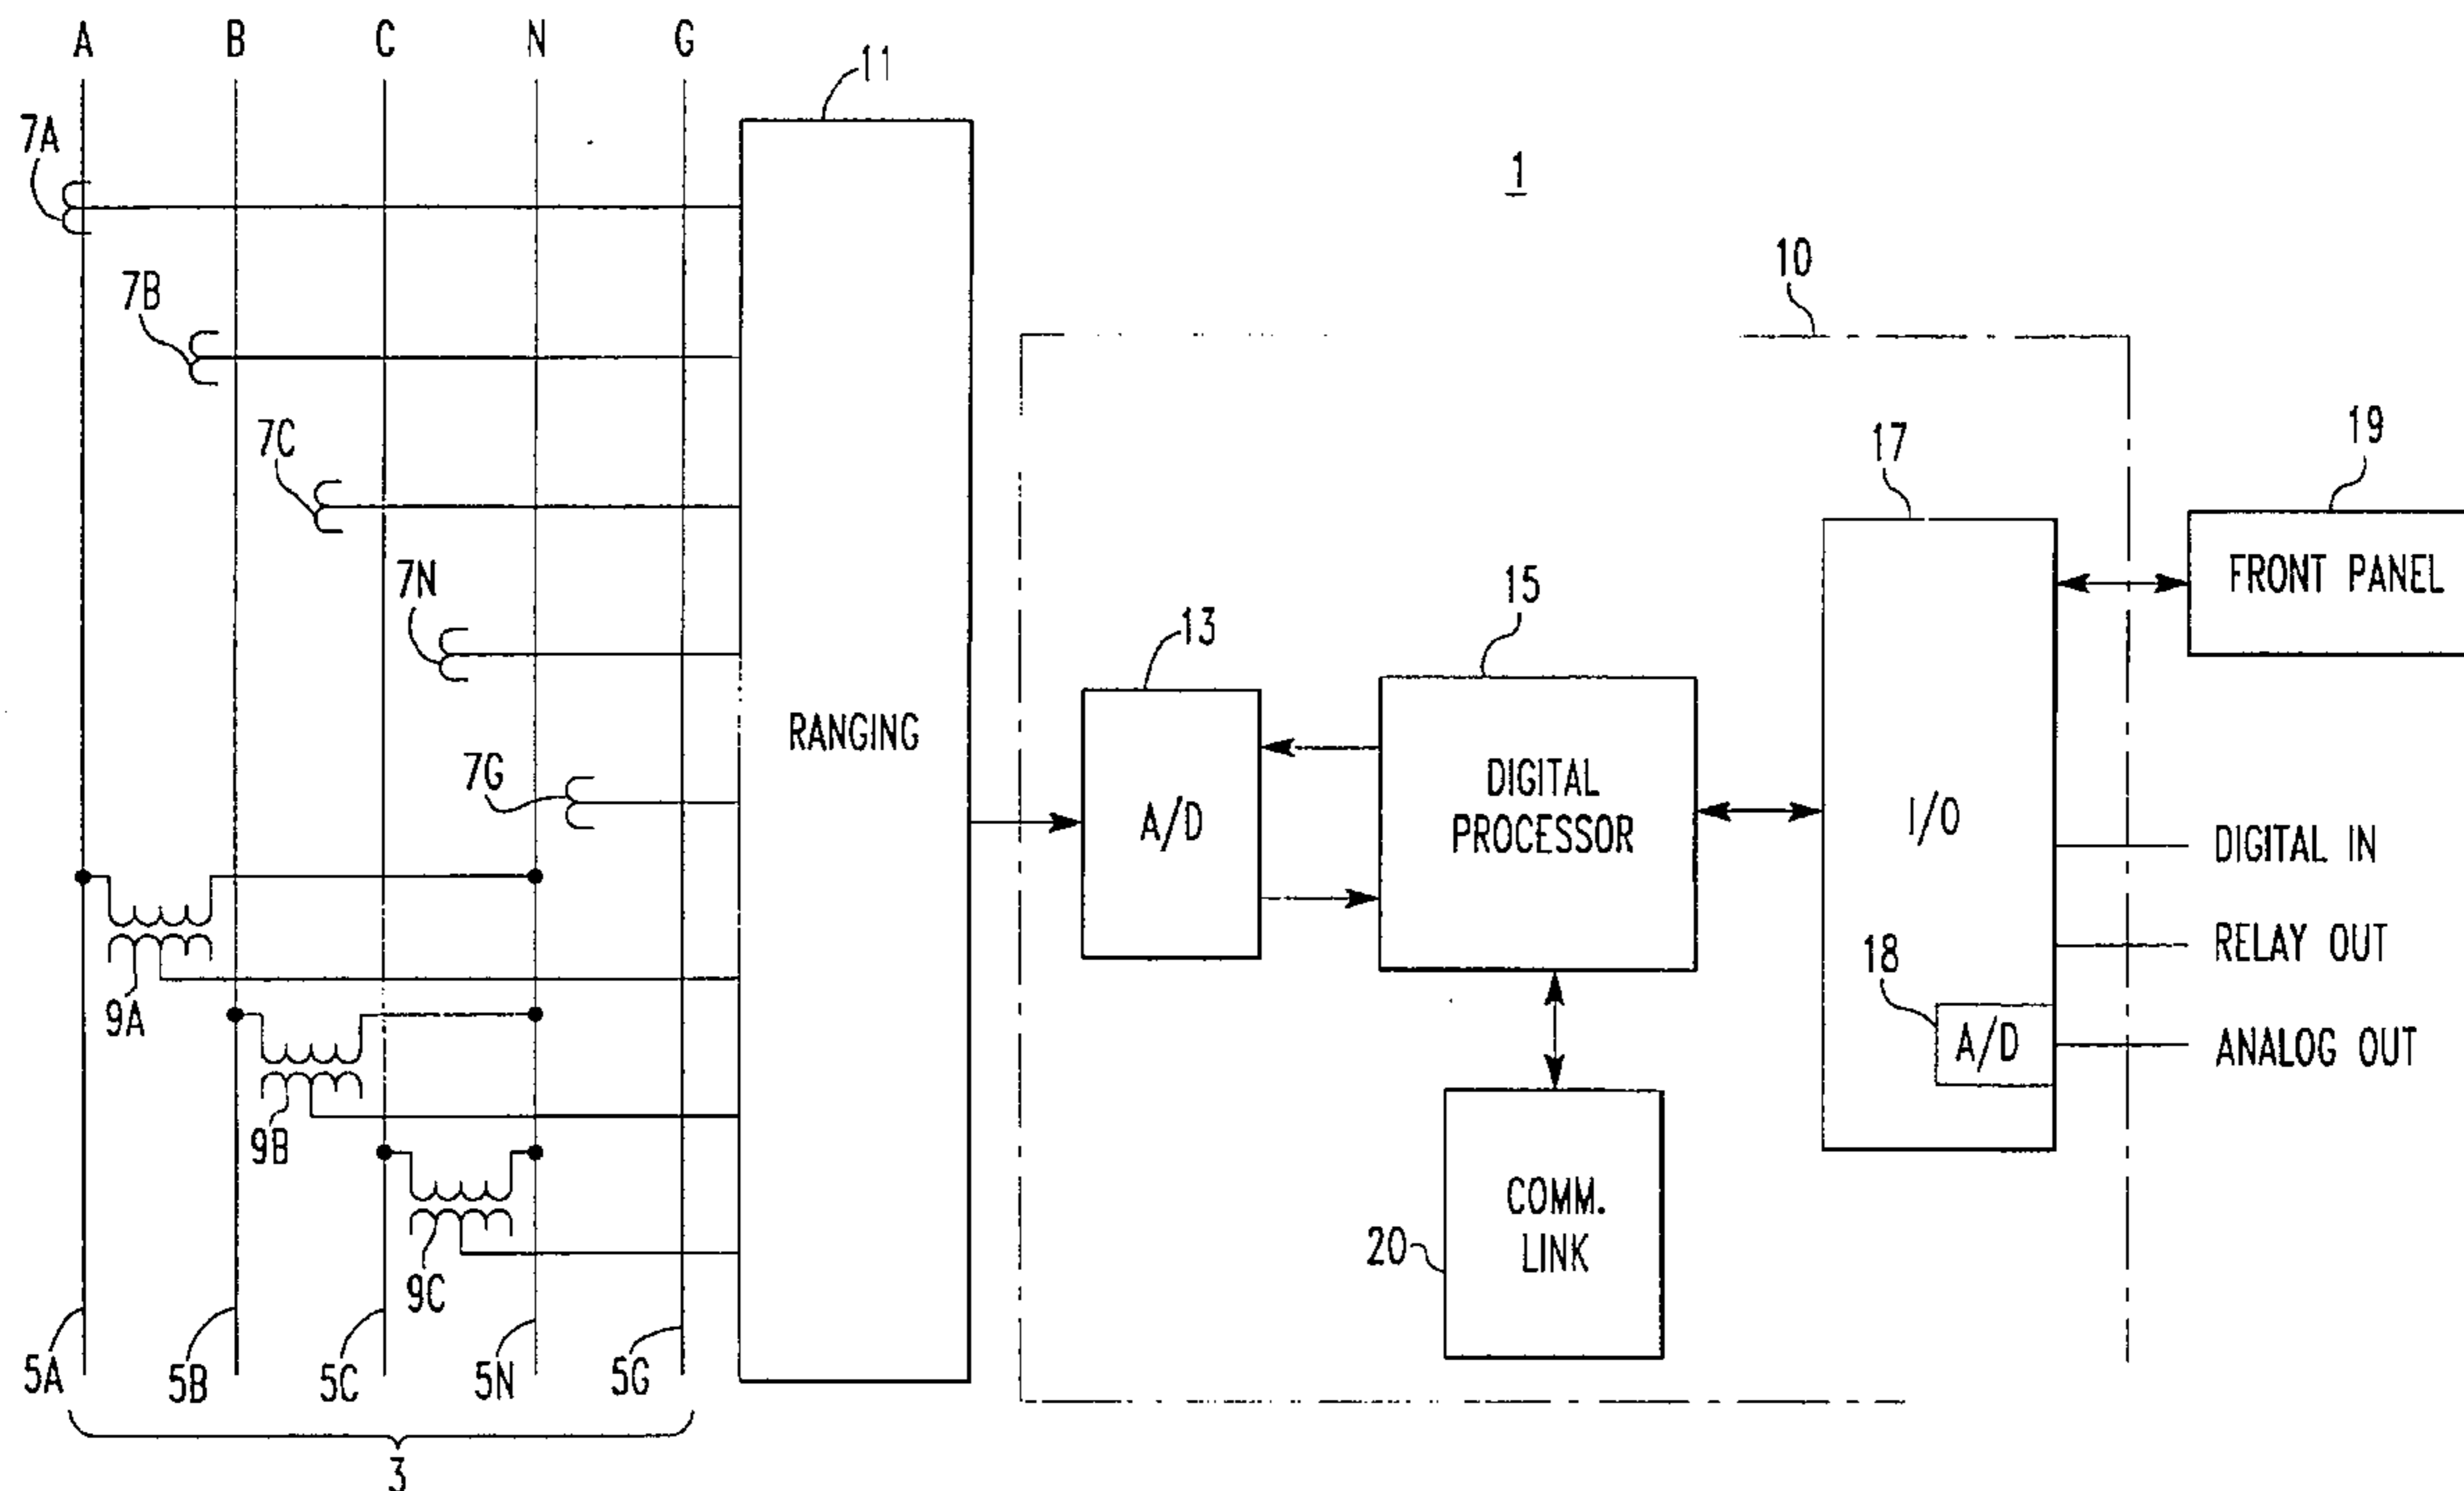 A B C N G
11
7A
1
10
7B
19
7C
17
FRONT PANEL
7N
15
13
RANGING
7G
DIGITAL
PROCESSOR
A/D
I/O
DIGITAL IN
18
RELAY OUT
9A
A/D
ANALOG OUT
9B
COMM.
LINK
20
9C
5A 5B 5C 5N 5G
3